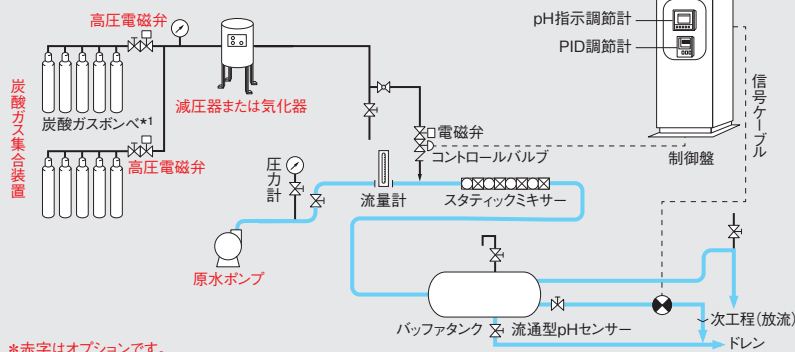 高圧電磁弁
pH指示調節計
PID調節計
炭酸ガス集合装置
炭酸ガスボンベ*1
減圧器または気化器
信号ケーブル
電磁弁
コントロールバルブ
制御盤
高圧電磁弁
圧力計
流量計
スタティックミキサー
原水ポンプ
バッファタンク
流通型pHセンサー
次工程(放流)
ドレン
*赤字はオプションです。